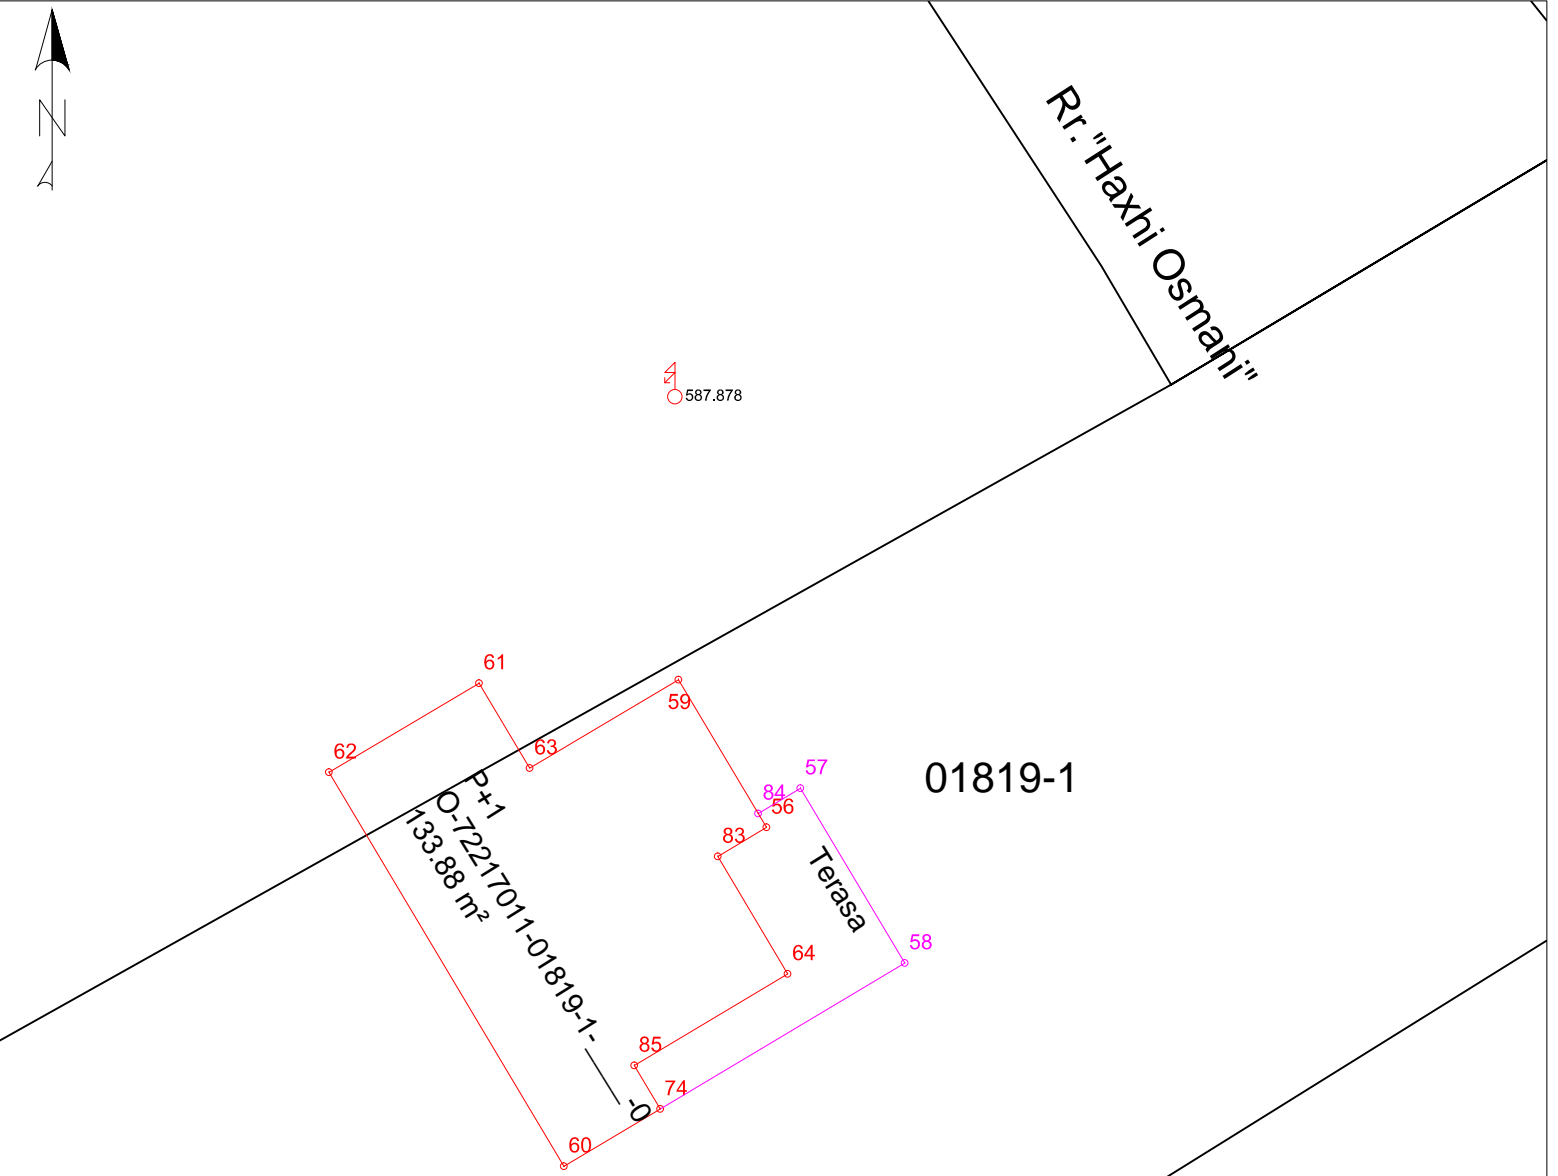 N
Rr. "Haxhi Osmani"
587.878
61
59
62
63
57
84
56
01819-1
83
P+1
O-72217011-01819-1-____-0
133.88 m²
Terasa
58
64
85
74
60